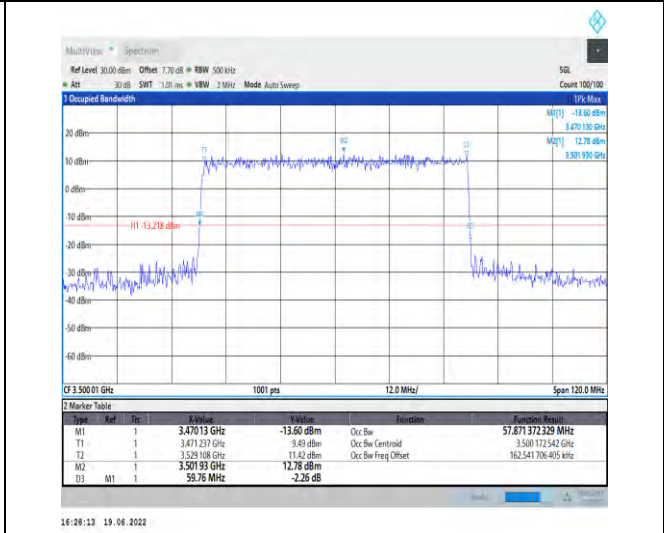 MultiView Spectrum
Ref Level 30.00 dBm Offset 7.70 dB RBW 500 kHz SGL
Att 30 dB SWT 1.01 ms VBW 2 MHz Mode Auto Sweep Count 100/100
1 Occupied Bandwidth 1Pk Max
M1[1] -13.60 dBm
3.470 130 GHz
M2[1] 12.78 dBm
3.501 930 GHz
20 dBm
10 dBm
0 dBm
-10 dBm
H1 -13.218 dBm
-20 dBm
-30 dBm
-40 dBm
-50 dBm
-60 dBm
T1
M2
M1
CF 3.500 01 GHz 1001 pts 12.0 MHz/ Span 120.0 MHz
2 Marker Table
Type Ref Trc X-Value Y-Value Function Function Result
M1 1 3.470 13 GHz -13.60 dBm Occ Bw 57.871 372 329 MHz
T1 1 3.471 237 GHz 9.49 dBm Occ Bw Centroid 3.500 172 542 GHz
T2 1 3.529 108 GHz 11.42 dBm Occ Bw Freq Offset 162.541 706 405 kHz
M2 1 3.501 93 GHz 12.78 dBm
D3 M1 1 59.76 MHz -2.26 dB
16:28:13 19.06.2022